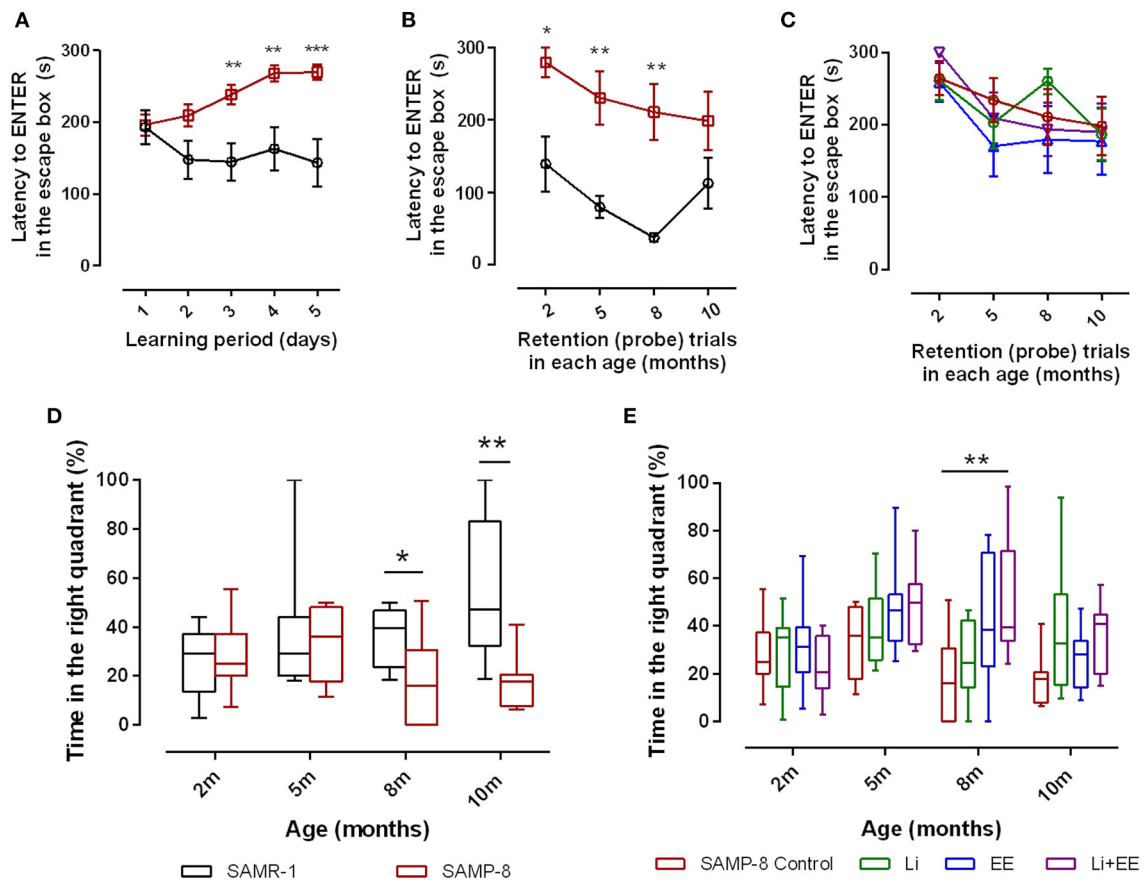 A
Latency to ENTER
in the escape box (s)
300
200
100
0
** ** ***
1 2 3 4 5
Learning period (days)
B
Latency to ENTER
in the escape box (s)
300
200
100
0
* ** **
2 5 8 10
Retention (probe) trials
in each age (months)
C
Latency to ENTER
in the escape box (s)
300
200
100
0
2 5 8 10
Retention (probe) trials
in each age (months)
D
Time in the right quadrant (%)
100
80
60
40
20
0
* **
2m 5m 8m 10m
Age (months)
SAMR-1 SAMP-8
E
Time in the right quadrant (%)
100
80
60
40
20
0
**
2m 5m 8m 10m
Age (months)
SAMP-8 Control Li EE Li+EE